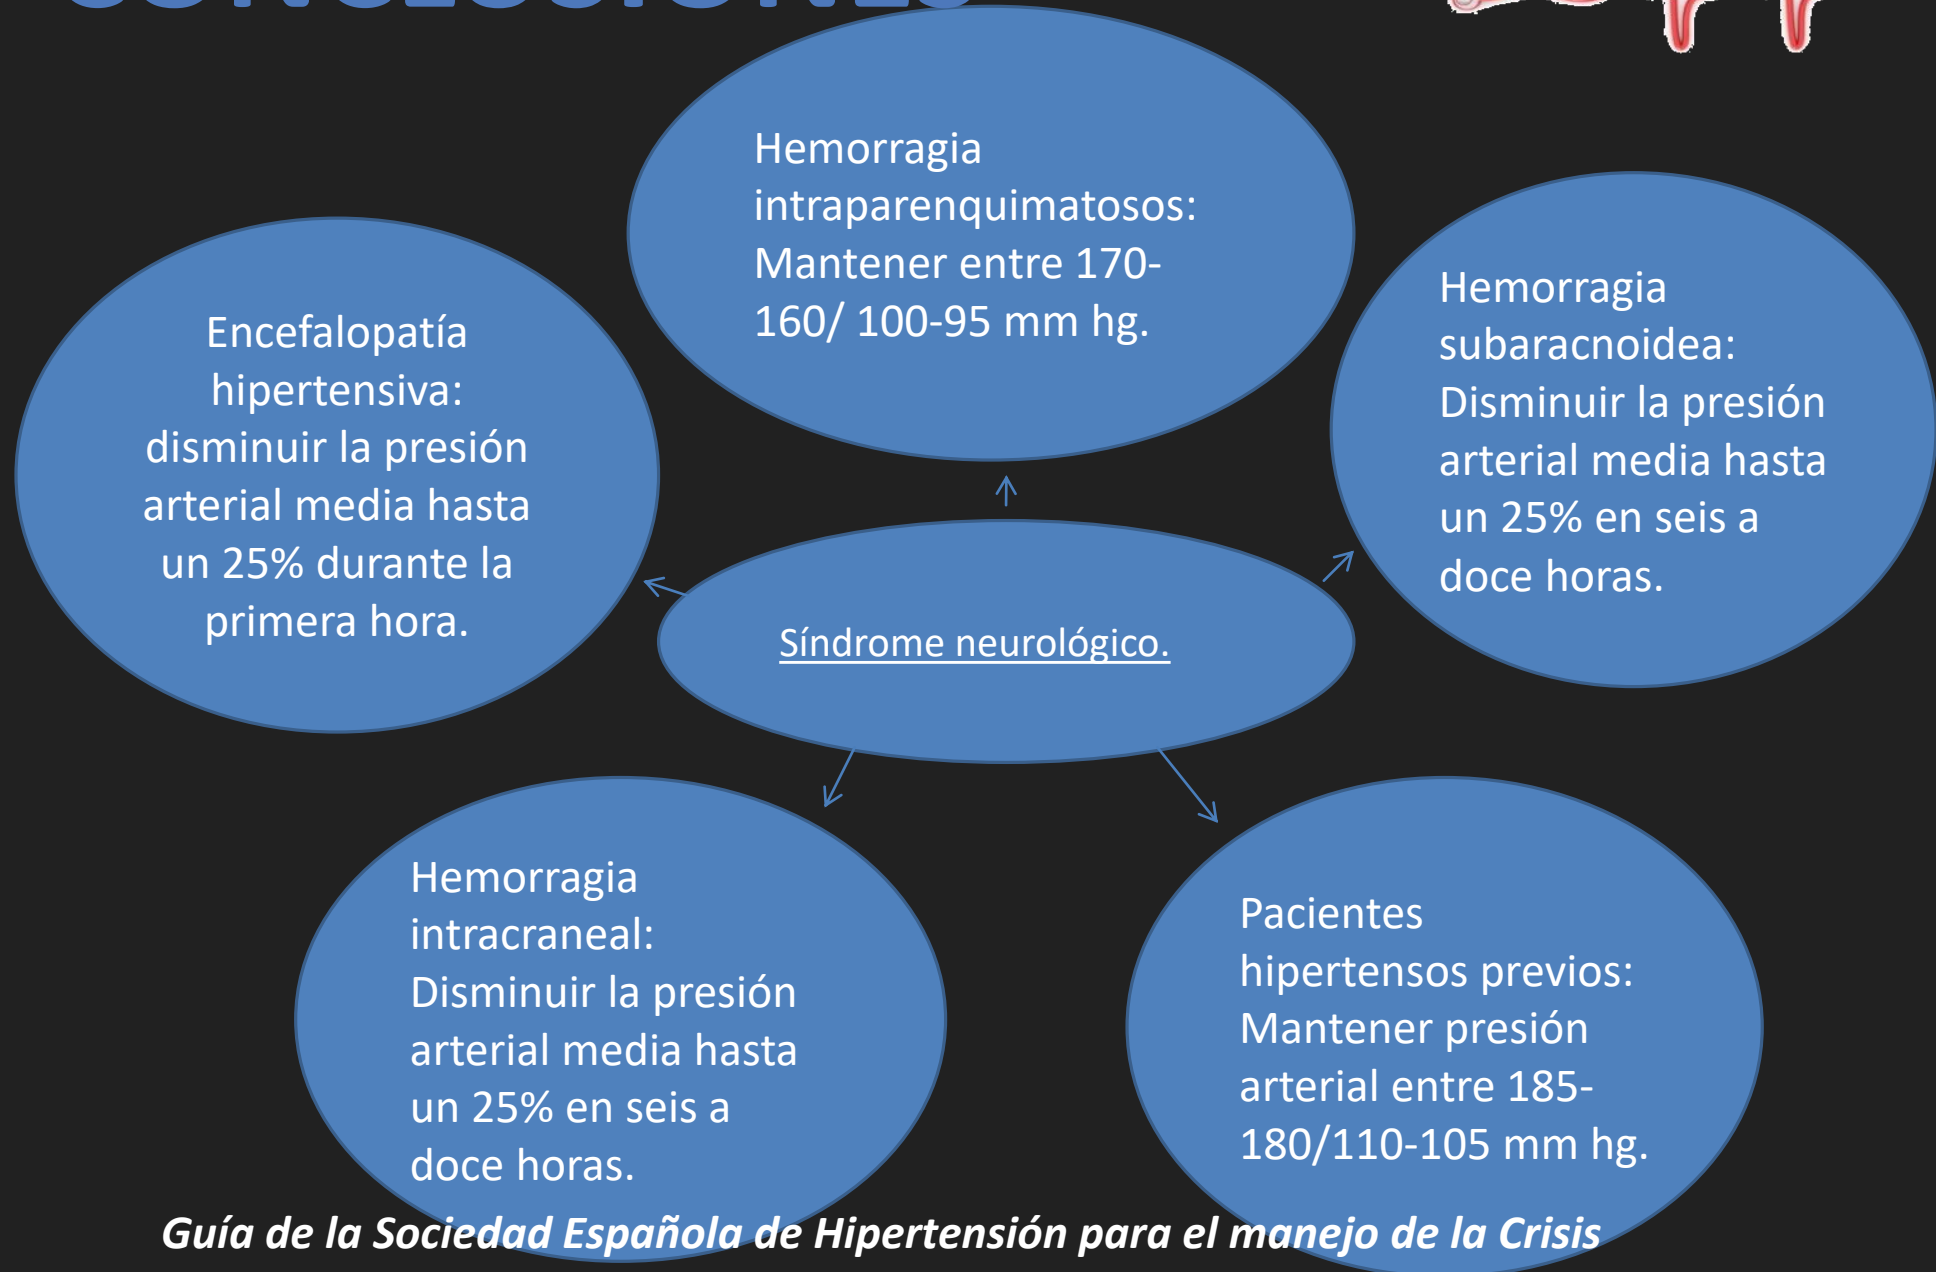 CONCLUSIONES
Hemorragia
intraparenquimatosos:
Mantener entre 170-
160/ 100-95 mm hg.
Encefalopatía
hipertensiva:
disminuir la presión
arterial media hasta
un 25% durante la
primera hora.
Hemorragia
subaracnoidea:
Disminuir la presión
arterial media hasta
un 25% en seis a
doce horas.
Síndrome neurológico.
Hemorragia
intracraneal:
Disminuir la presión
arterial media hasta
un 25% en seis a
doce horas.
Pacientes
hipertensos previos:
Mantener presión
arterial entre 185-
180/110-105 mm hg.
Guía de la Sociedad Española de Hipertensión para el manejo de la Crisis